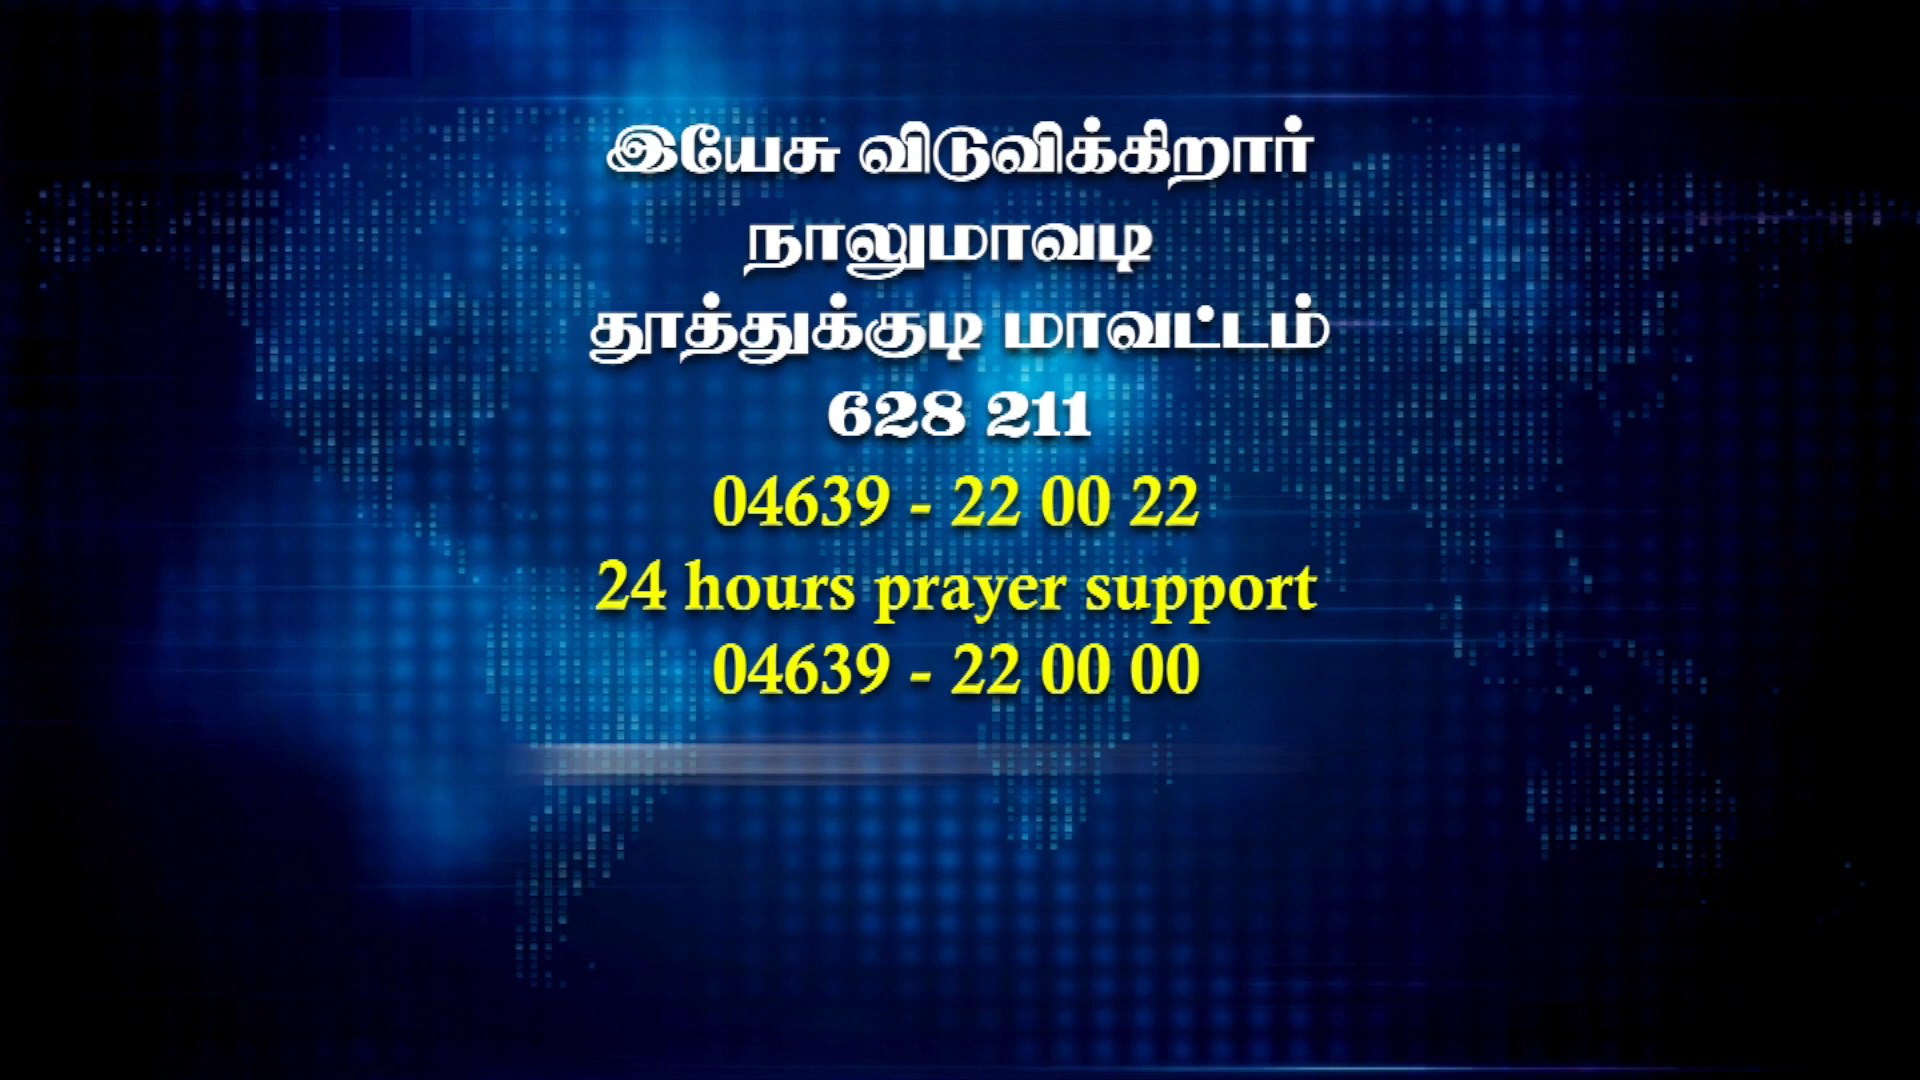 இயேசு விடுவிக்கிறார்
நாலுமாவடி
தூத்துக்குடி மாவட்டம்
628 211
04639 - 22 00 22
24 hours prayer support
04639 - 22 00 00